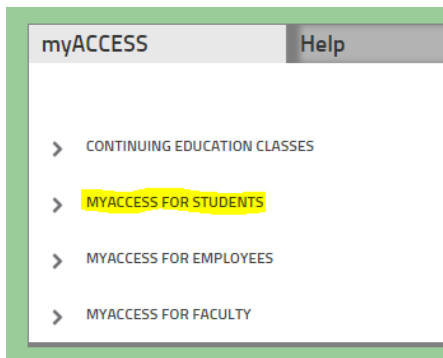 myACCESS Help
CONTINUING EDUCATION CLASSES
MYACCESS FOR STUDENTS
MYACCESS FOR EMPLOYEES
MYACCESS FOR FACULTY